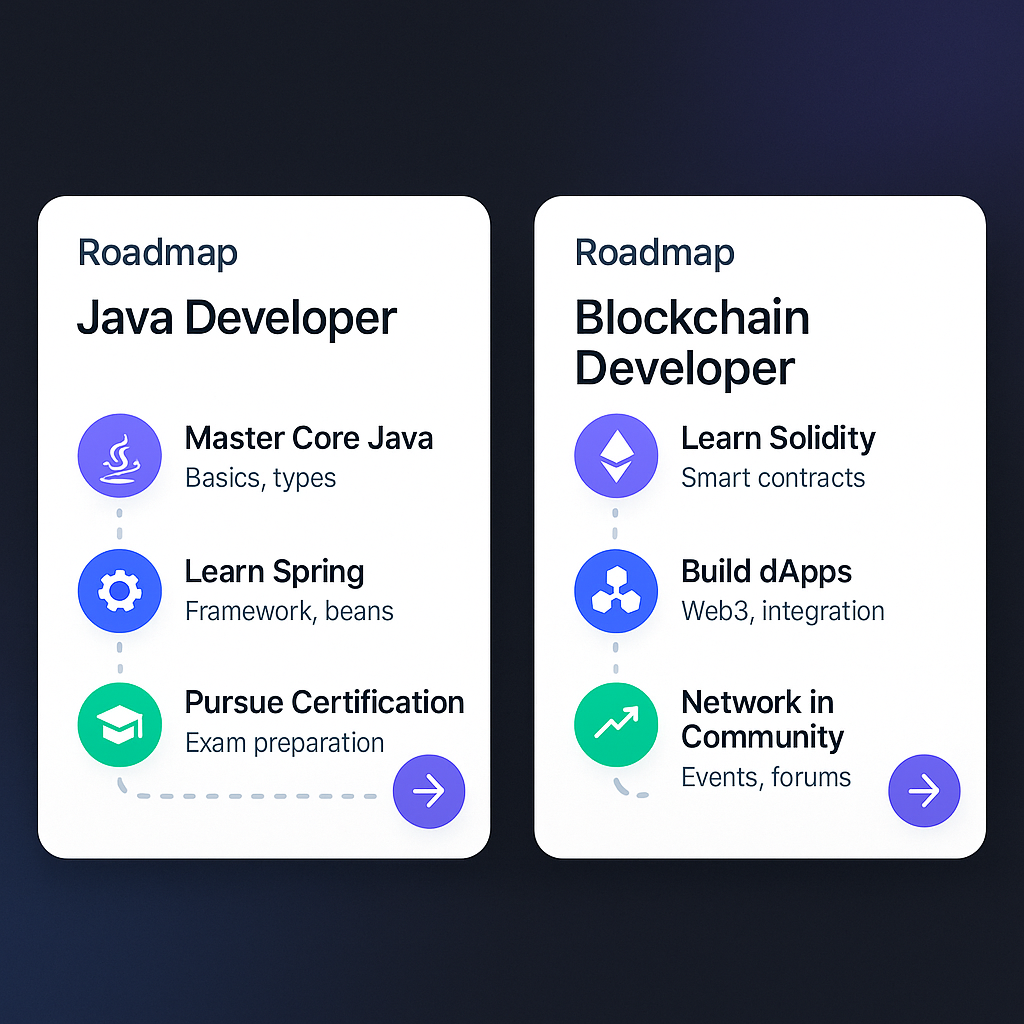 Roadmap
Java Developer
Master Core Java
Basics, types
Learn Spring
Framework, beans
Pursue Certification
Exam preparation
Roadmap
Blockchain
Developer
Learn Solidity
Smart contracts
Build dApps
Web3, integration
Network in
Community
Events, forums